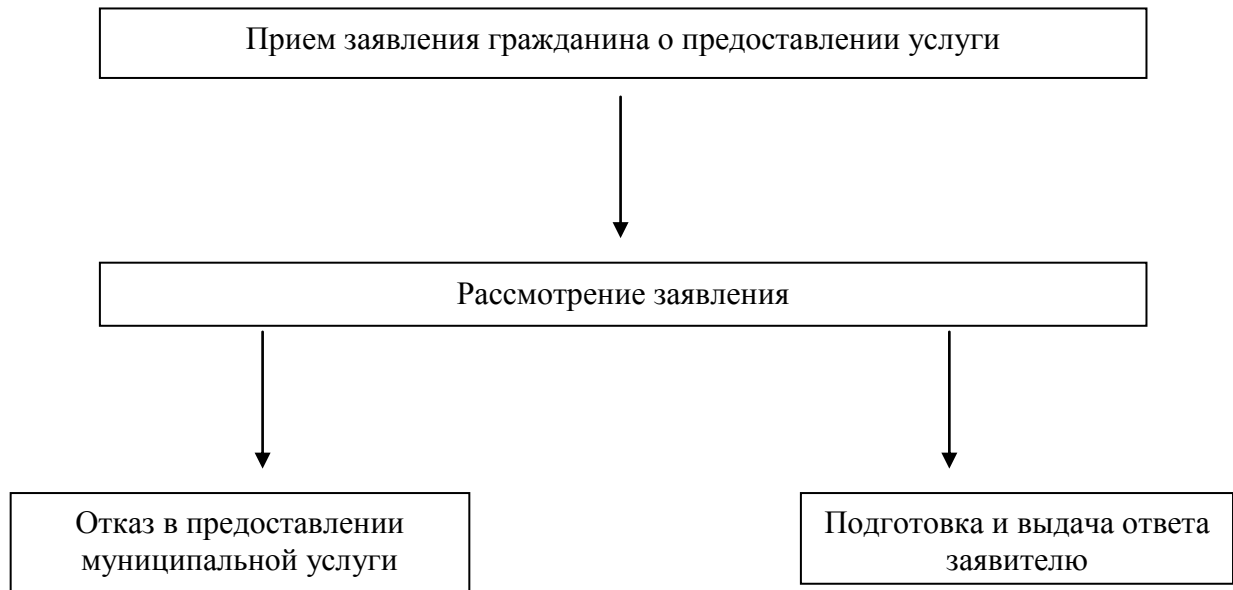 Прием заявления гражданина о предоставлении услуги
Рассмотрение заявления
Отказ в предоставлении
муниципальной услуги
Подготовка и выдача ответа
заявителю